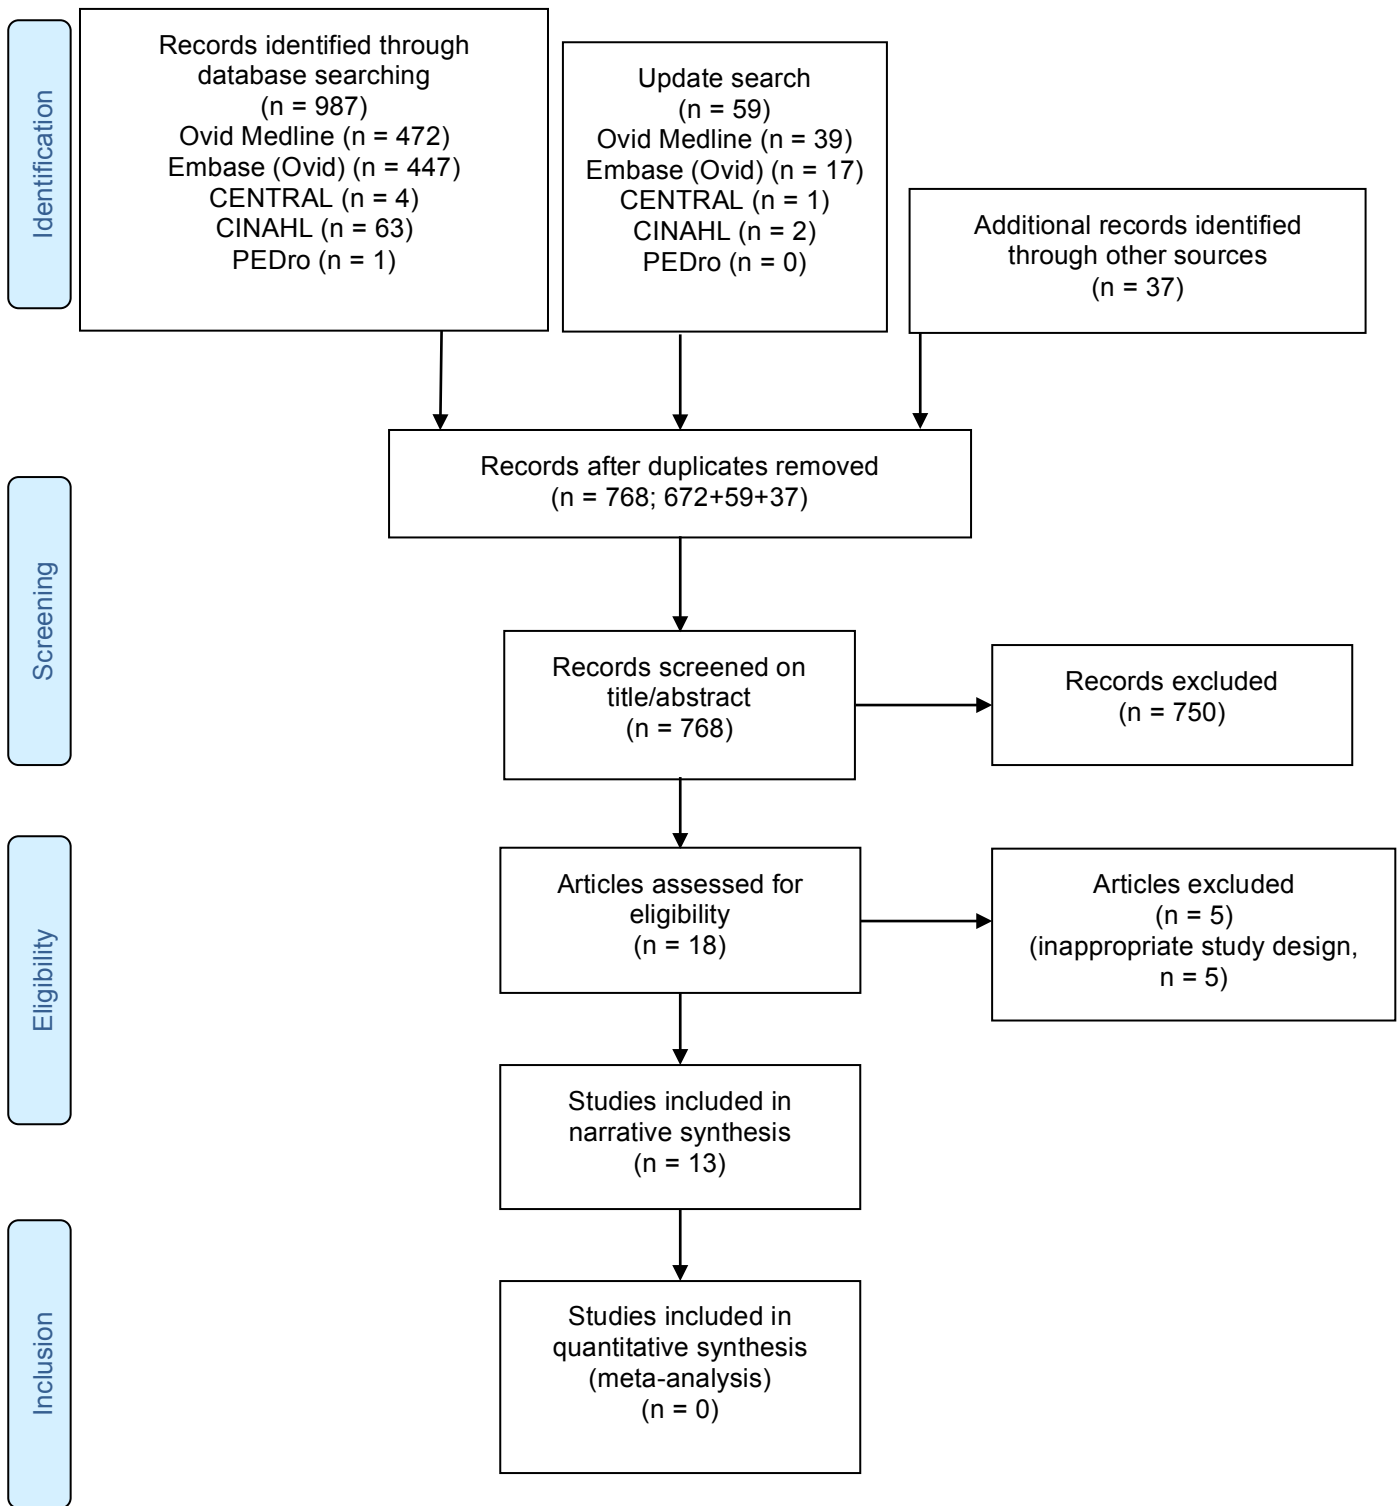 Identification
Records identified through
database searching
(n = 987)
Ovid Medline (n = 472)
Embase (Ovid) (n = 447)
CENTRAL (n = 4)
CINAHL (n = 63)
PEDro (n = 1)
Update search
(n = 59)
Ovid Medline (n = 39)
Embase (Ovid) (n = 17)
CENTRAL (n = 1)
CINAHL (n = 2)
PEDro (n = 0)
Additional records identified
through other sources
(n = 37)
Records after duplicates removed
(n = 768; 672+59+37)
Screening
Records screened on
title/abstract
(n = 768)
Records excluded
(n = 750)
Eligibility
Articles assessed for
eligibility
(n = 18)
Articles excluded
(n = 5)
(inappropriate study design,
n = 5)
Studies included in
narrative synthesis
(n = 13)
Inclusion
Studies included in
quantitative synthesis
(meta-analysis)
(n = 0)